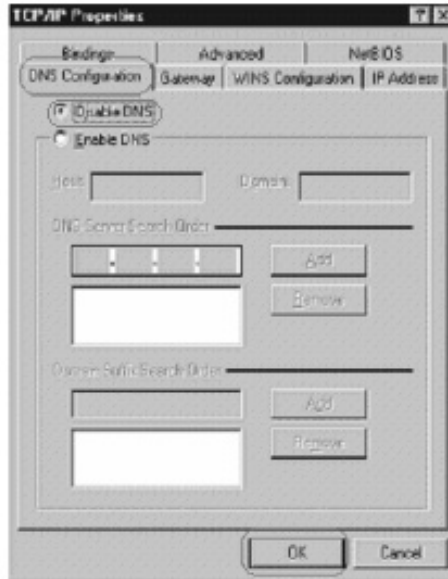 TCP/IP Properties
Bindings Advanced NetBIOS
DNS Configuration Gateway WINS Configuration IP Address
Disable DNS
Enable DNS
Host: Domain:
DNS Server Search Order
Add
Remove
Domain Suffix Search Order
Add
Remove
OK Cancel